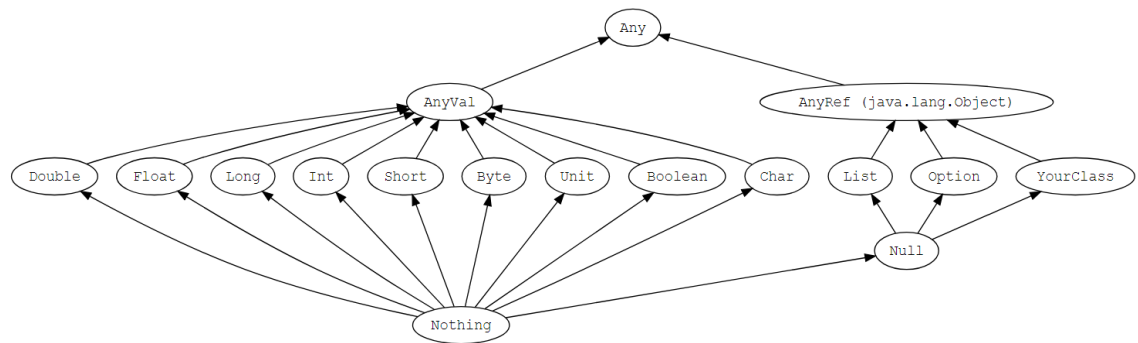 Any
AnyVal
AnyRef (java.lang.Object)
Double
Float
Long
Int
Short
Byte
Unit
Boolean
Char
List
Option
YourClass
Null
Nothing